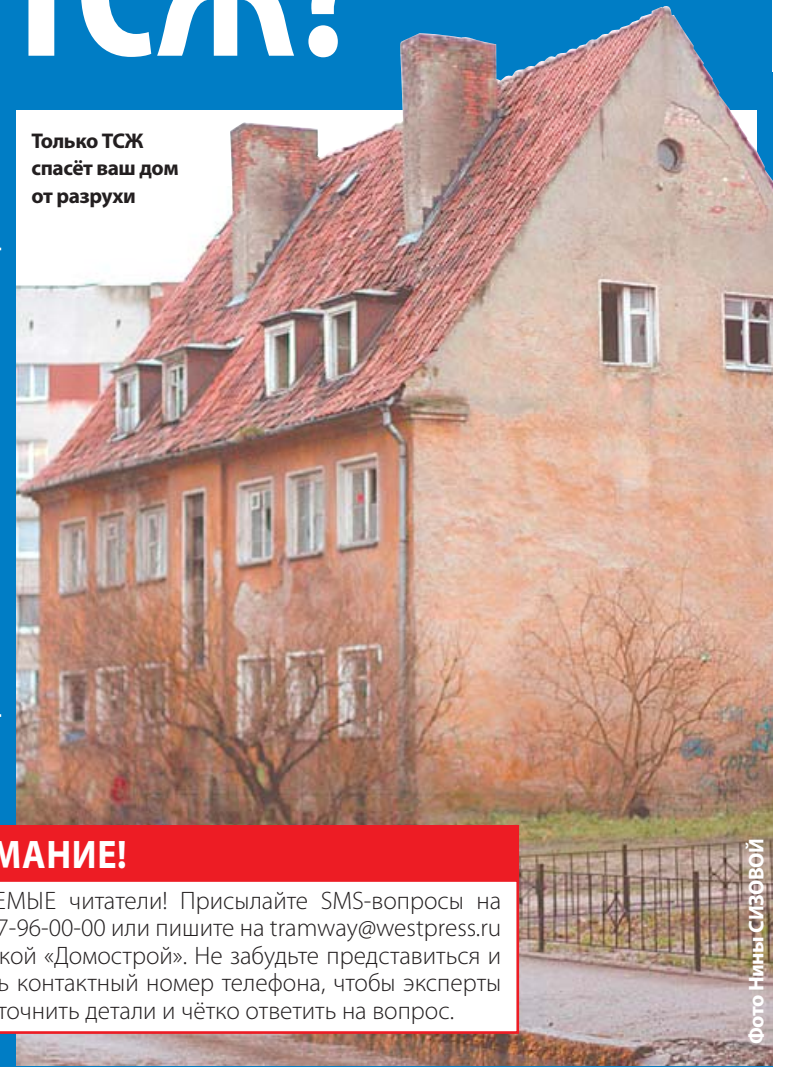 ТСЖ?
Только ТСЖ
спасёт ваш дом
от разрухи
МАНИЕ!
ЕМЫЕ читатели! Присылайте SMS-вопросы на
7-96-00-00 или пишите на tramway@westpress.ru
кой «Домострой». Не забудьте представиться и
ь контактный номер телефона, чтобы эксперты
точнить детали и чётко ответить на вопрос.
Фото Нины СИЗОВОЙ